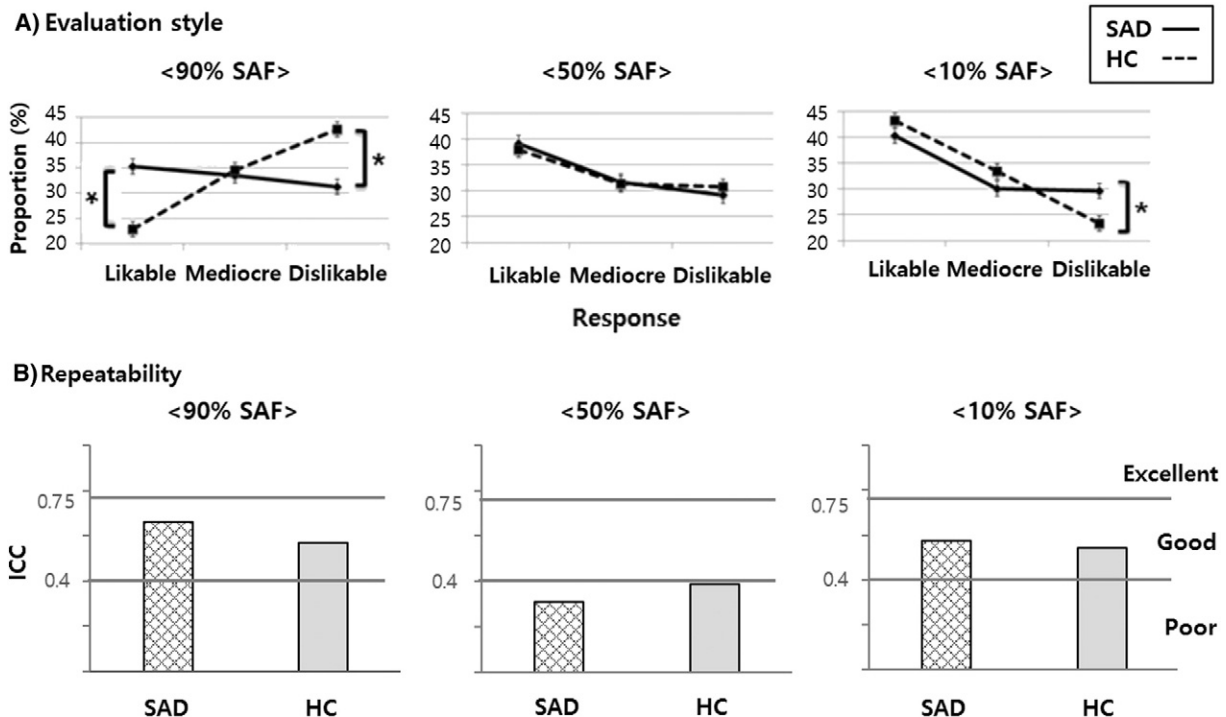 A) Evaluation style
SAD
HC
<90% SAF>
<50% SAF>
<10% SAF>
Proportion (%)
45
40
35
30
25
20
*
*
Likable Mediocre Dislikable
45
40
35
30
25
20
Likable Mediocre Dislikable
45
40
35
30
25
20
*
Likable Mediocre Dislikable
Response
B) Repeatability
<90% SAF>
<50% SAF>
<10% SAF>
ICC
0.75
0.4
SAD HC
0.75
0.4
SAD HC
0.75
0.4
Excellent
Good
Poor
SAD HC